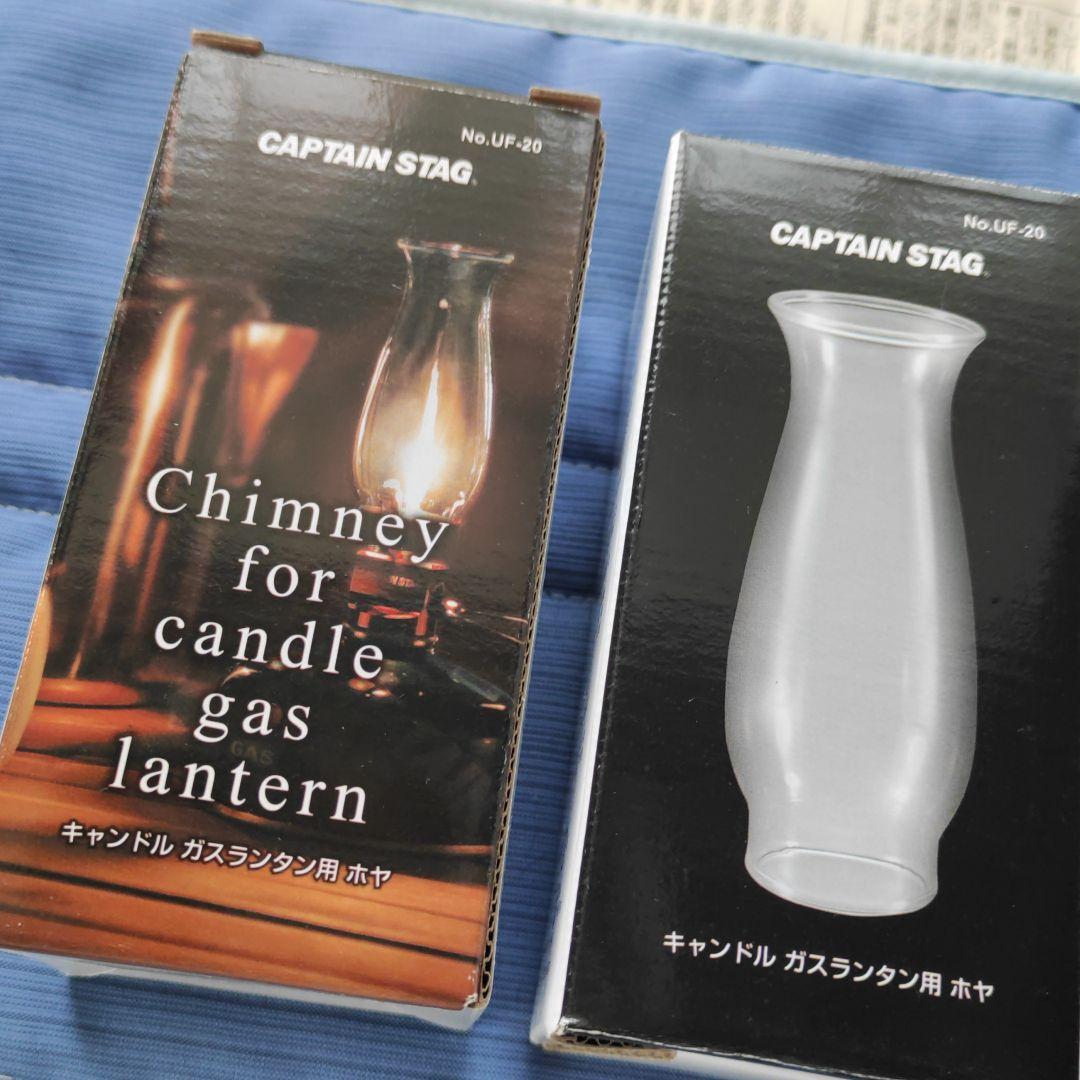 No.UF-20
CAPTAIN STAG
Chimney
for
candle
gas
lantern
GAS
キャンドル ガスランタン用 ホヤ
No.UF-20
CAPTAIN STAG
キャンドル ガスランタン用 ホヤ